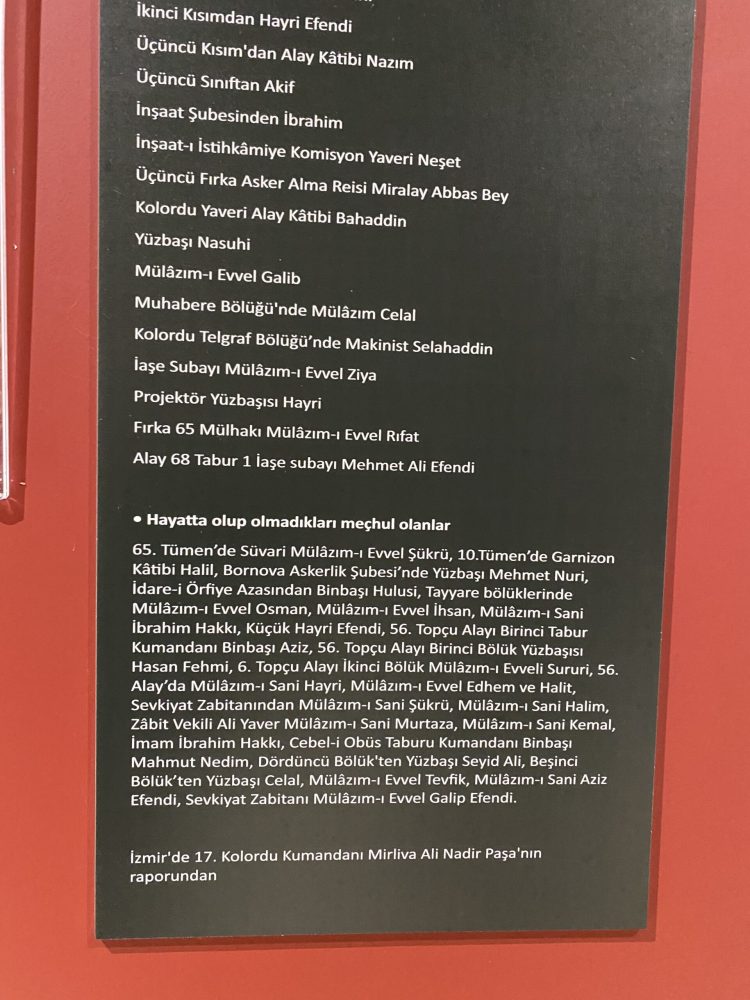 İkinci Kısımdan Hayri Efendi
Üçüncü Kısım'dan Alay Kâtibi Nazım
Üçüncü Sınıftan Akif
İnşaat Şubesinden İbrahim
İnşaat-ı İstihkâmiye Komisyon Yaveri Neşet
Üçüncü Fırka Asker Alma Reisi Miralay Abbas Bey
Kolordu Yaveri Alay Kâtibi Bahaddin
Yüzbaşı Nasuhi
Mülâzım-ı Evvel Galib
Muhabere Bölüğü'nde Mülâzım Celal
Kolordu Telgraf Bölüğü’nde Makinist Selahaddin
İaşe Subayı Mülâzım-ı Evvel Ziya
Projektör Yüzbaşısı Hayri
Fırka 65 Mülhakı Mülâzım-ı Evvel Rıfat
Alay 68 Tabur 1 İaşe subayı Mehmet Ali Efendi
• Hayatta olup olmadıkları meçhul olanlar
65. Tümen’de Süvari Mülâzım-ı Evvel Şükrü, 10.Tümen’de Garnizon
Kâtibi Halil, Bornova Askerlik Şubesi’nde Yüzbaşı Mehmet Nuri,
İdare-i Örfiye Azasından Binbaşı Hulusi, Tayyare bölüklerinde
Mülâzım-ı Evvel Osman, Mülâzım-ı Evvel İhsan, Mülâzım-ı Sani
İbrahim Hakkı, Küçük Hayri Efendi, 56. Topçu Alayı Birinci Tabur
Kumandanı Binbaşı Aziz, 56. Topçu Alayı Birinci Bölük Yüzbaşısı
Hasan Fehmi, 6. Topçu Alayı İkinci Bölük Mülâzım-ı Evveli Sururi, 56.
Alay’da Mülâzım-ı Sani Hayri, Mülâzım-ı Evvel Edhem ve Halit,
Sevkiyat Zabitanından Mülâzım-ı Sani Şükrü, Mülâzım-ı Sani Halim,
Zâbit Vekili Ali Yaver Mülâzım-ı Sani Murtaza, Mülâzım-ı Sani Kemal,
İmam İbrahim Hakkı, Cebel-i Obüs Taburu Kumandanı Binbaşı
Mahmut Nedim, Dördüncü Bölük'ten Yüzbaşı Seyid Ali, Beşinci
Bölük’ten Yüzbaşı Celal, Mülâzım-ı Evvel Tevfik, Mülâzım-ı Sani Aziz
Efendi, Sevkiyat Zabitanı Mülâzım-ı Evvel Galip Efendi.
İzmir'de 17. Kolordu Kumandanı Mirliva Ali Nadir Paşa'nın
raporundan